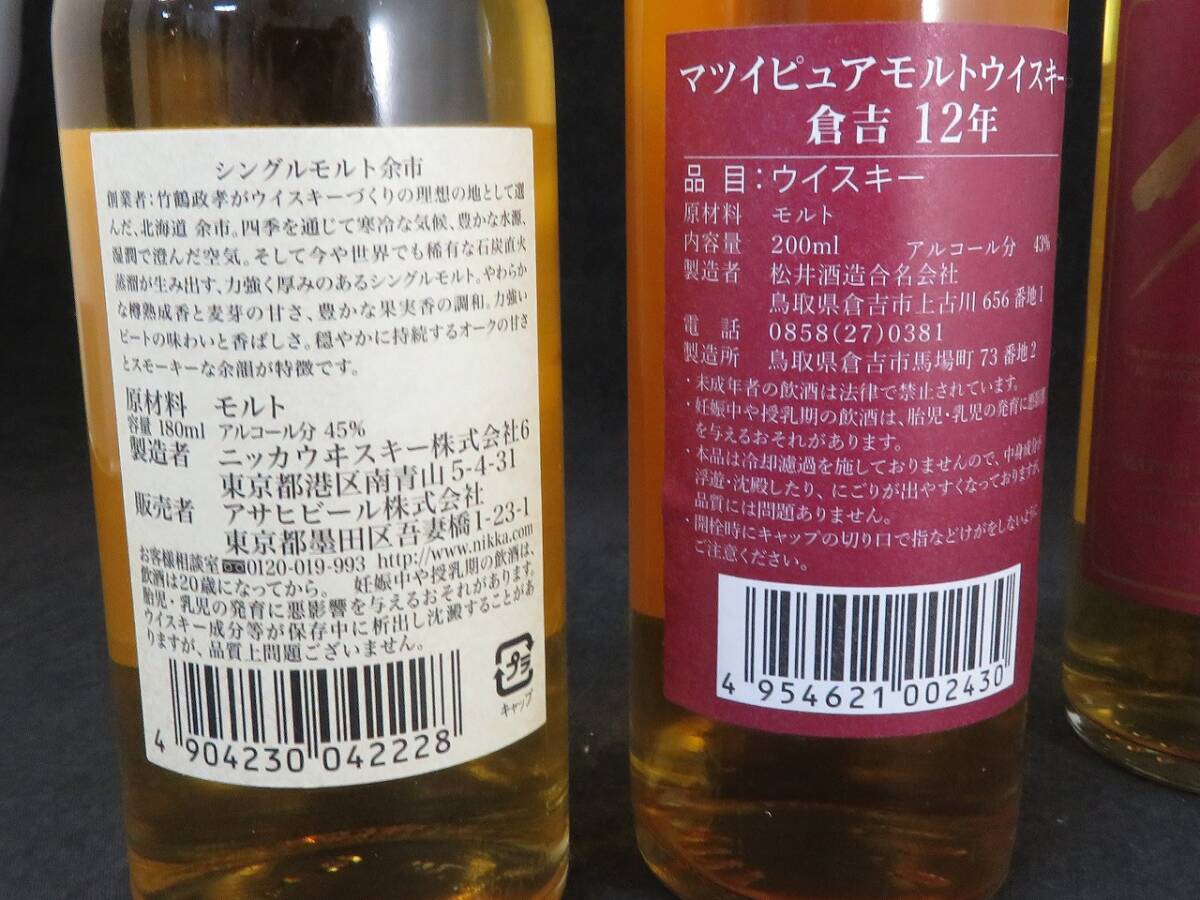 シングルモルト余市
創業者:竹鶴政孝がウイスキーづくりの理想の地として選
んだ、北海道 余市。四季を通じて寒冷な気候、豊かな水源、
湿潤で澄んだ空気。そして今や世界でも稀有な石炭直火
蒸溜が生み出す、力強く厚みのあるシングルモルト。やわらか
な樽熟成香と麦芽の甘さ、豊かな果実香の調和。力強い
ピートの味わいと香ばしさ。穏やかに持続するオークの甘さ
とスモーキーな余韻が特徴です。
原材料 モルト
容量 180ml アルコール分 45%
製造者 ニッカウヰスキー株式会社6
東京都港区南青山 5-4-31
販売者 アサヒビール株式会社
東京都墨田区吾妻橋1-23-1
お客様相談室 0120-019-993 http://www.nikka.com
飲酒は20歳になってから。 妊娠中や授乳期の飲酒は、
胎児・乳児の発育に悪影響を与えるおそれがあります。
ウイスキー成分等が保存中に析出し沈澱することがあ
りますが、品質上問題ございません。
プラ
キャップ
4 904230 042228
マツイピュアモルトウイスキー
倉吉 12年
品 目:ウイスキー
原材料 モルト
内容量 200ml アルコール分 43%
製造者 松井酒造合名会社
鳥取県倉吉市上古川 656 番地1
電 話 0858(27)0381
製造所 鳥取県倉吉市馬場町 73 番地 2
・未成年者の飲酒は法律で禁止されています。
・妊娠中や授乳期の飲酒は、胎児・乳児の発育に悪影響
を与えるおそれがあります。
・本品は冷却濾過を施しておりませんので、中身成分が
浮遊・沈殿したり、にごりが出やすくなっておりますが、
品質には問題ありません。
・開栓時にキャップの切り口で指などけがをしないように
ご注意ください。
4 954621 002430